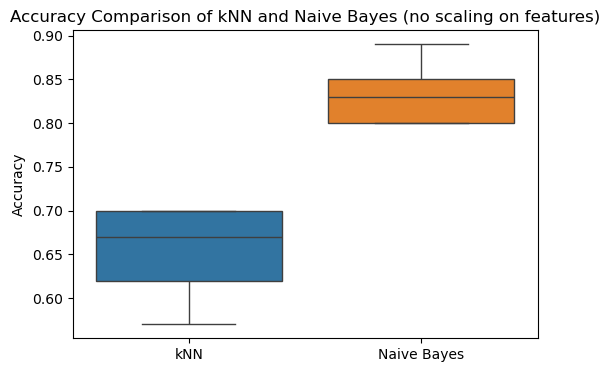 Accuracy Comparison of kNN and Naive Bayes (no scaling on features)
0.90
0.85
0.80
0.75
0.70
0.65
0.60
Accuracy
kNN
Naive Bayes